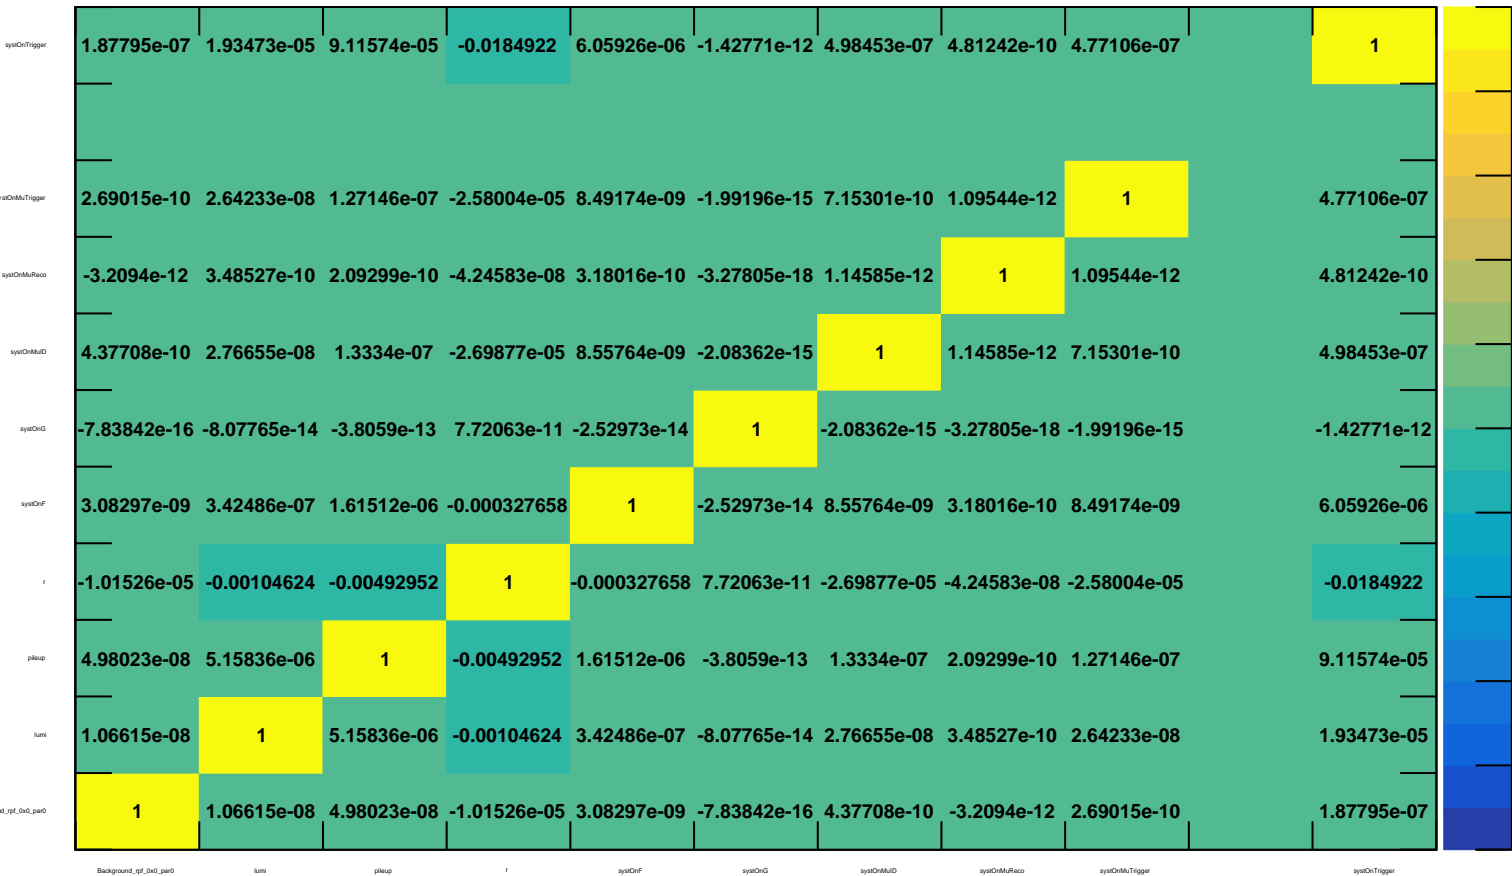 systOnTrigger 1.87795e-07 1.93473e-05 9.11574e-05 -0.0184922 6.05926e-06 -1.42771e-12 4.98453e-07 4.81242e-10 4.77106e-07 1
ystOnMuTrigger 2.69015e-10 2.64233e-08 1.27146e-07 -2.58004e-05 8.49174e-09 -1.99196e-15 7.15301e-10 1.09544e-12 1 4.77106e-07
systOnMuReco -3.2094e-12 3.48527e-10 2.09299e-10 -4.24583e-08 3.18016e-10 -3.27805e-18 1.14585e-12 1 1.09544e-12 4.81242e-10
systOnMuID 4.37708e-10 2.76655e-08 1.3334e-07 -2.69877e-05 8.55764e-09 -2.08362e-15 1 1.14585e-12 7.15301e-10 4.98453e-07
systOnG -7.83842e-16 -8.07765e-14 -3.8059e-13 7.72063e-11 -2.52973e-14 1 -2.08362e-15 -3.27805e-18 -1.99196e-15 -1.42771e-12
systOnF 3.08297e-09 3.42486e-07 1.61512e-06 -0.000327658 1 -2.52973e-14 8.55764e-09 3.18016e-10 8.49174e-09 6.05926e-06
r -1.01526e-05 -0.00104624 -0.00492952 1 -0.000327658 7.72063e-11 -2.69877e-05 -4.24583e-08 -2.58004e-05 -0.0184922
pileup 4.98023e-08 5.15836e-06 1 -0.00492952 1.61512e-06 -3.8059e-13 1.3334e-07 2.09299e-10 1.27146e-07 9.11574e-05
lumi 1.06615e-08 1 5.15836e-06 -0.00104624 3.42486e-07 -8.07765e-14 2.76655e-08 3.48527e-10 2.64233e-08 1.93473e-05
d_rpf_0x0_par0 1 1.06615e-08 4.98023e-08 -1.01526e-05 3.08297e-09 -7.83842e-16 4.37708e-10 -3.2094e-12 2.69015e-10 1.87795e-07
Background_rpf_0x0_par0 lumi pileup r systOnF systOnG systOnMuID systOnMuReco systOnMuTrigger systOnTrigger